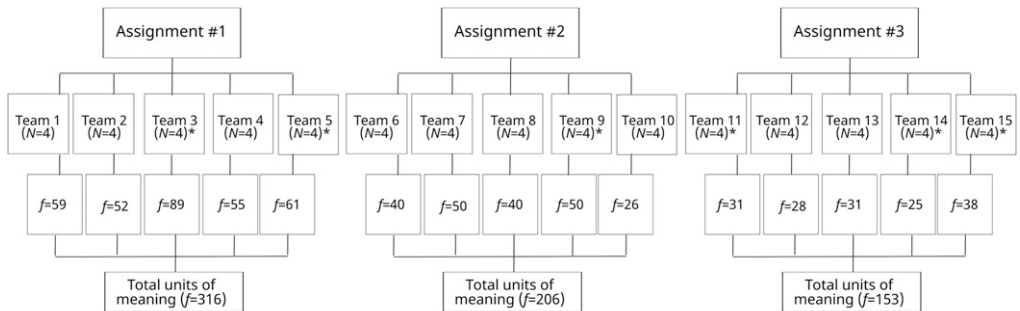 Assignment #1
Assignment #2
Assignment #3
Team 1
(N=4)
Team 2
(N=4)
Team 3
(N=4)*
Team 4
(N=4)
Team 5
(N=4)*
Team 6
(N=4)
Team 7
(N=4)
Team 8
(N=4)
Team 9
(N=4)*
Team 10
(N=4)
Team 11
(N=4)*
Team 12
(N=4)
Team 13
(N=4)
Team 14
(N=4)*
Team 15
(N=4)*
f=59
f=52
f=89
f=55
f=61
f=40
f=50
f=40
f=50
f=26
f=31
f=28
f=31
f=25
f=38
Total units of
meaning (f=316)
Total units of
meaning (f=206)
Total units of
meaning (f=153)